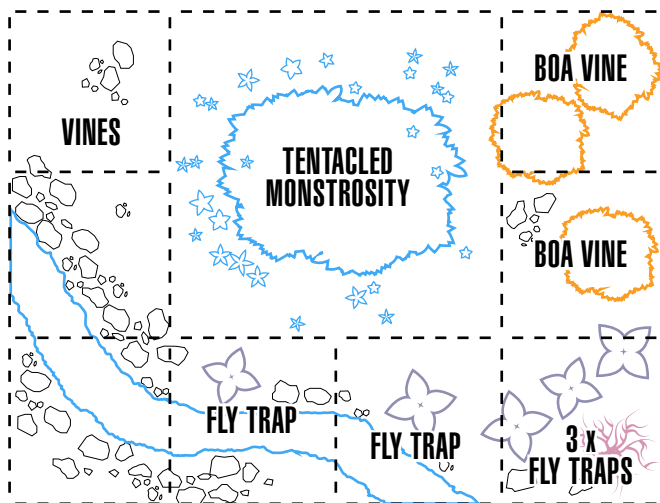 VINES
TENTACLED
MONSTROSITY
BOA VINE
BOA VINE
FLY TRAP
FLY TRAP
3 x
FLY TRAPS